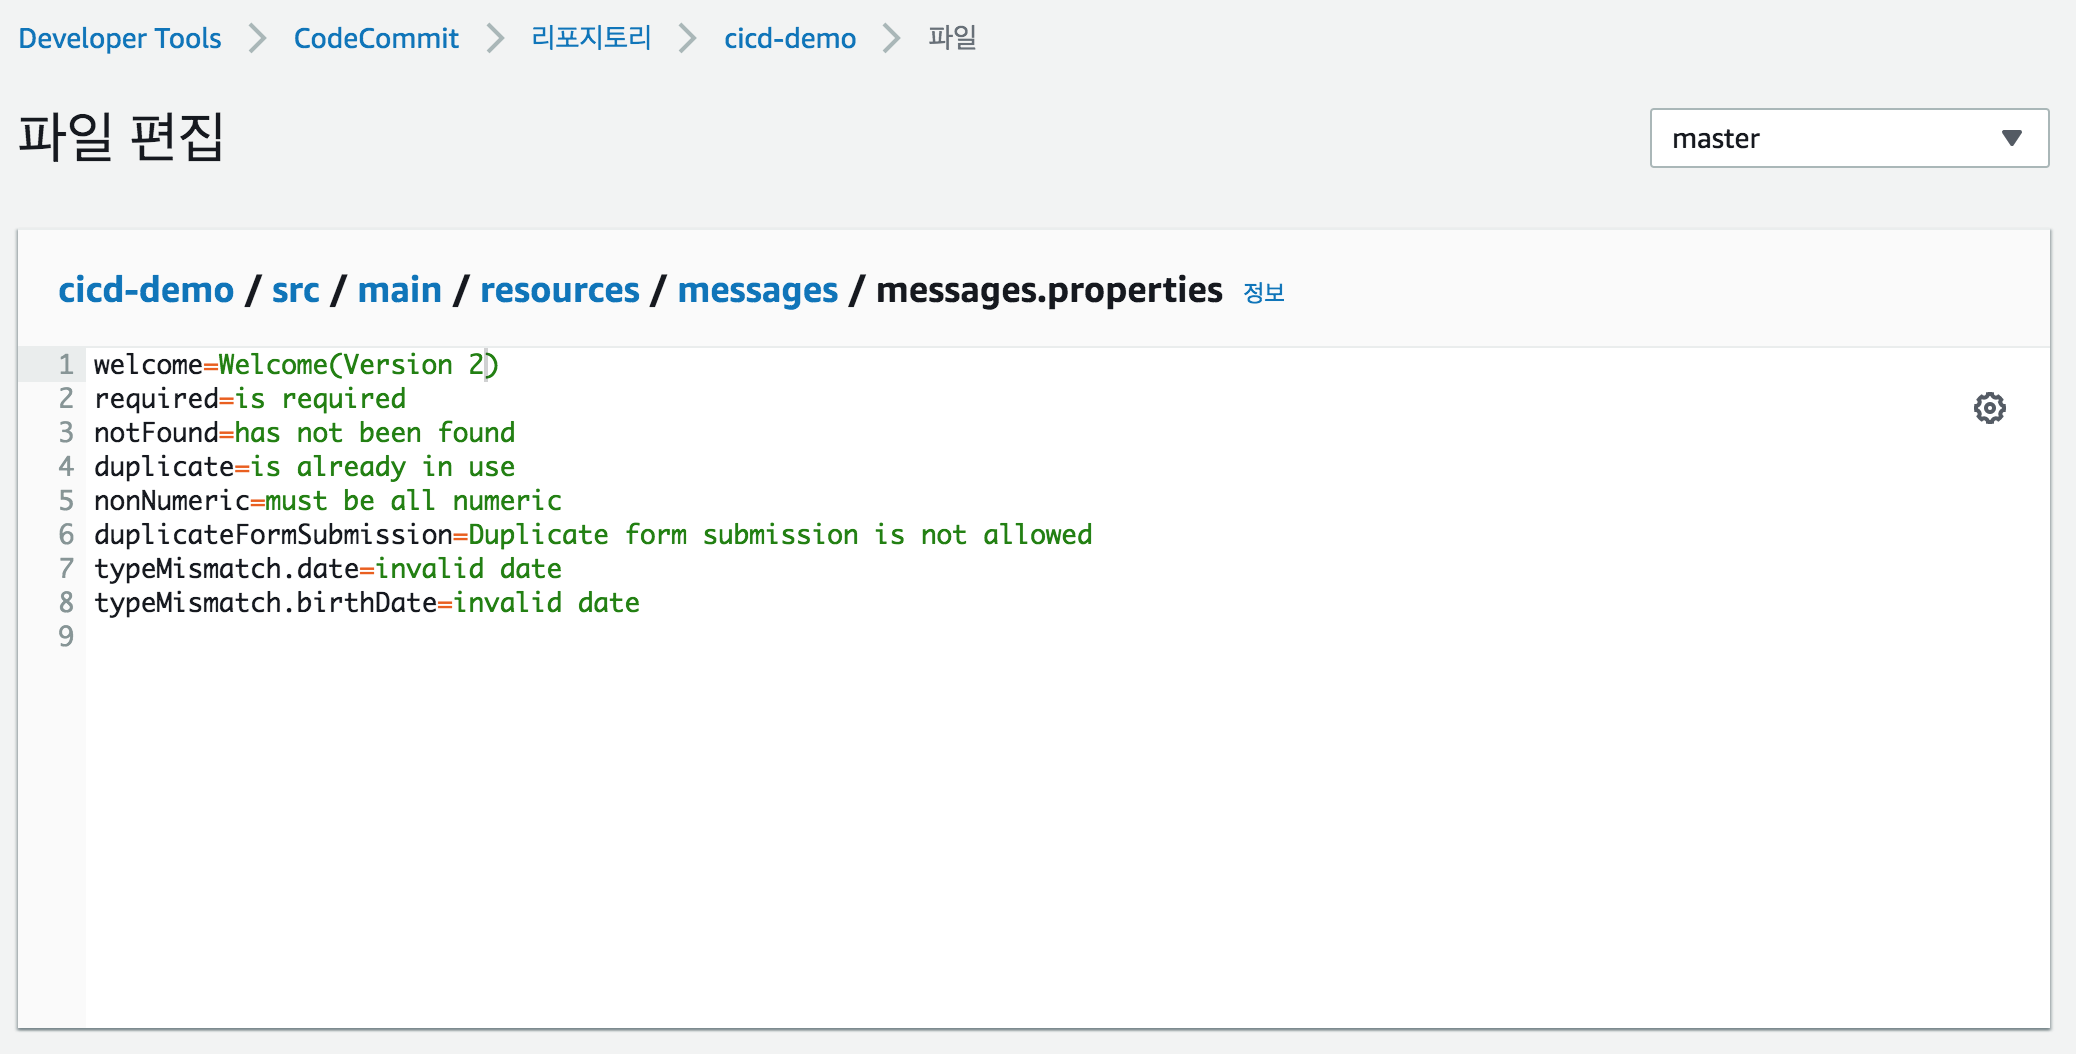 Developer Tools > CodeCommit > 리포지토리 > cicd-demo > 파일
파일 편집
master
cicd-demo / src / main / resources / messages / messages.properties 정보
1 welcome=Welcome(Version 2)
2 required=is required
3 notFound=has not been found
4 duplicate=is already in use
5 nonNumeric=must be all numeric
6 duplicateFormSubmission=Duplicate form submission is not allowed
7 typeMismatch.date=invalid date
8 typeMismatch.birthDate=invalid date
9